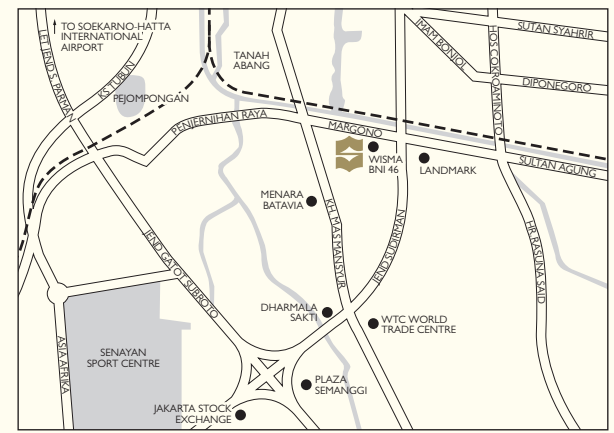 TO SOEKARNO-HATTA
INTERNATIONAL
AIRPORT
LET JEND S. PARMAN
KS TUBUN
PEJOMPONGAN
TANAH
ABANG
IMAM BONJOL
HOS COKROAMINOTO
SUTAN SYAHRIR
DIPONEGORO
PENJERNIHAN RAYA
MARGONO
WISMA
BNI 46
LANDMARK
SULTAN AGUNG
MENARA
BATAVIA
KH MAS MANSYUR
JEND SUDIRMAN
HR RASUNA SAID
JEND GATOT SUBROTO
DHARMALA
SAKTI
WTC WORLD
TRADE CENTRE
ASIA AFRIKA
SENAYAN
SPORT CENTRE
PLAZA
SEMANGGI
JAKARTA STOCK
EXCHANGE